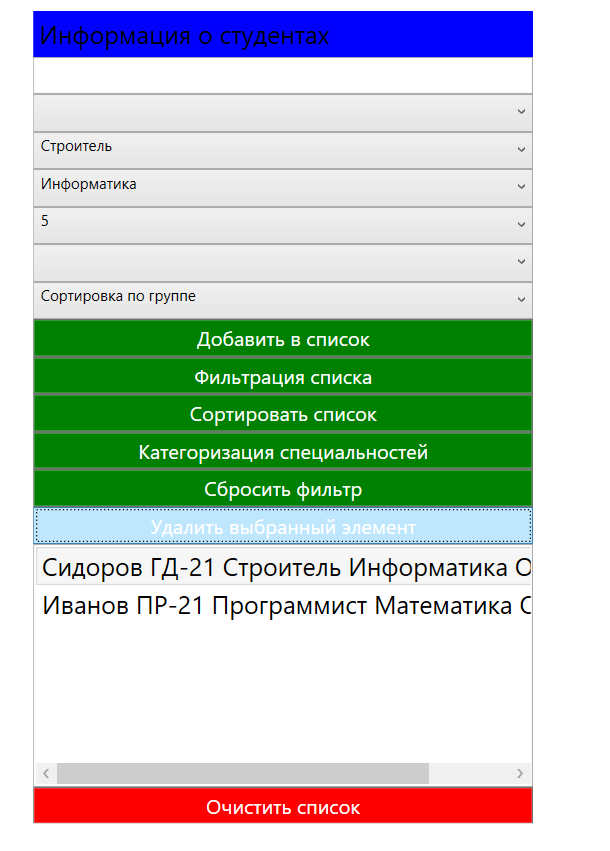 Информация о студентах
Строитель
Информатика
5
Сортировка по группе
Добавить в список
Фильтрация списка
Сортировать список
Категоризация специальностей
Сбросить фильтр
Удалить выбранный элемент
Сидоров ГД-21 Строитель Информатика О
Иванов ПР-21 Программист Математика
Очистить список